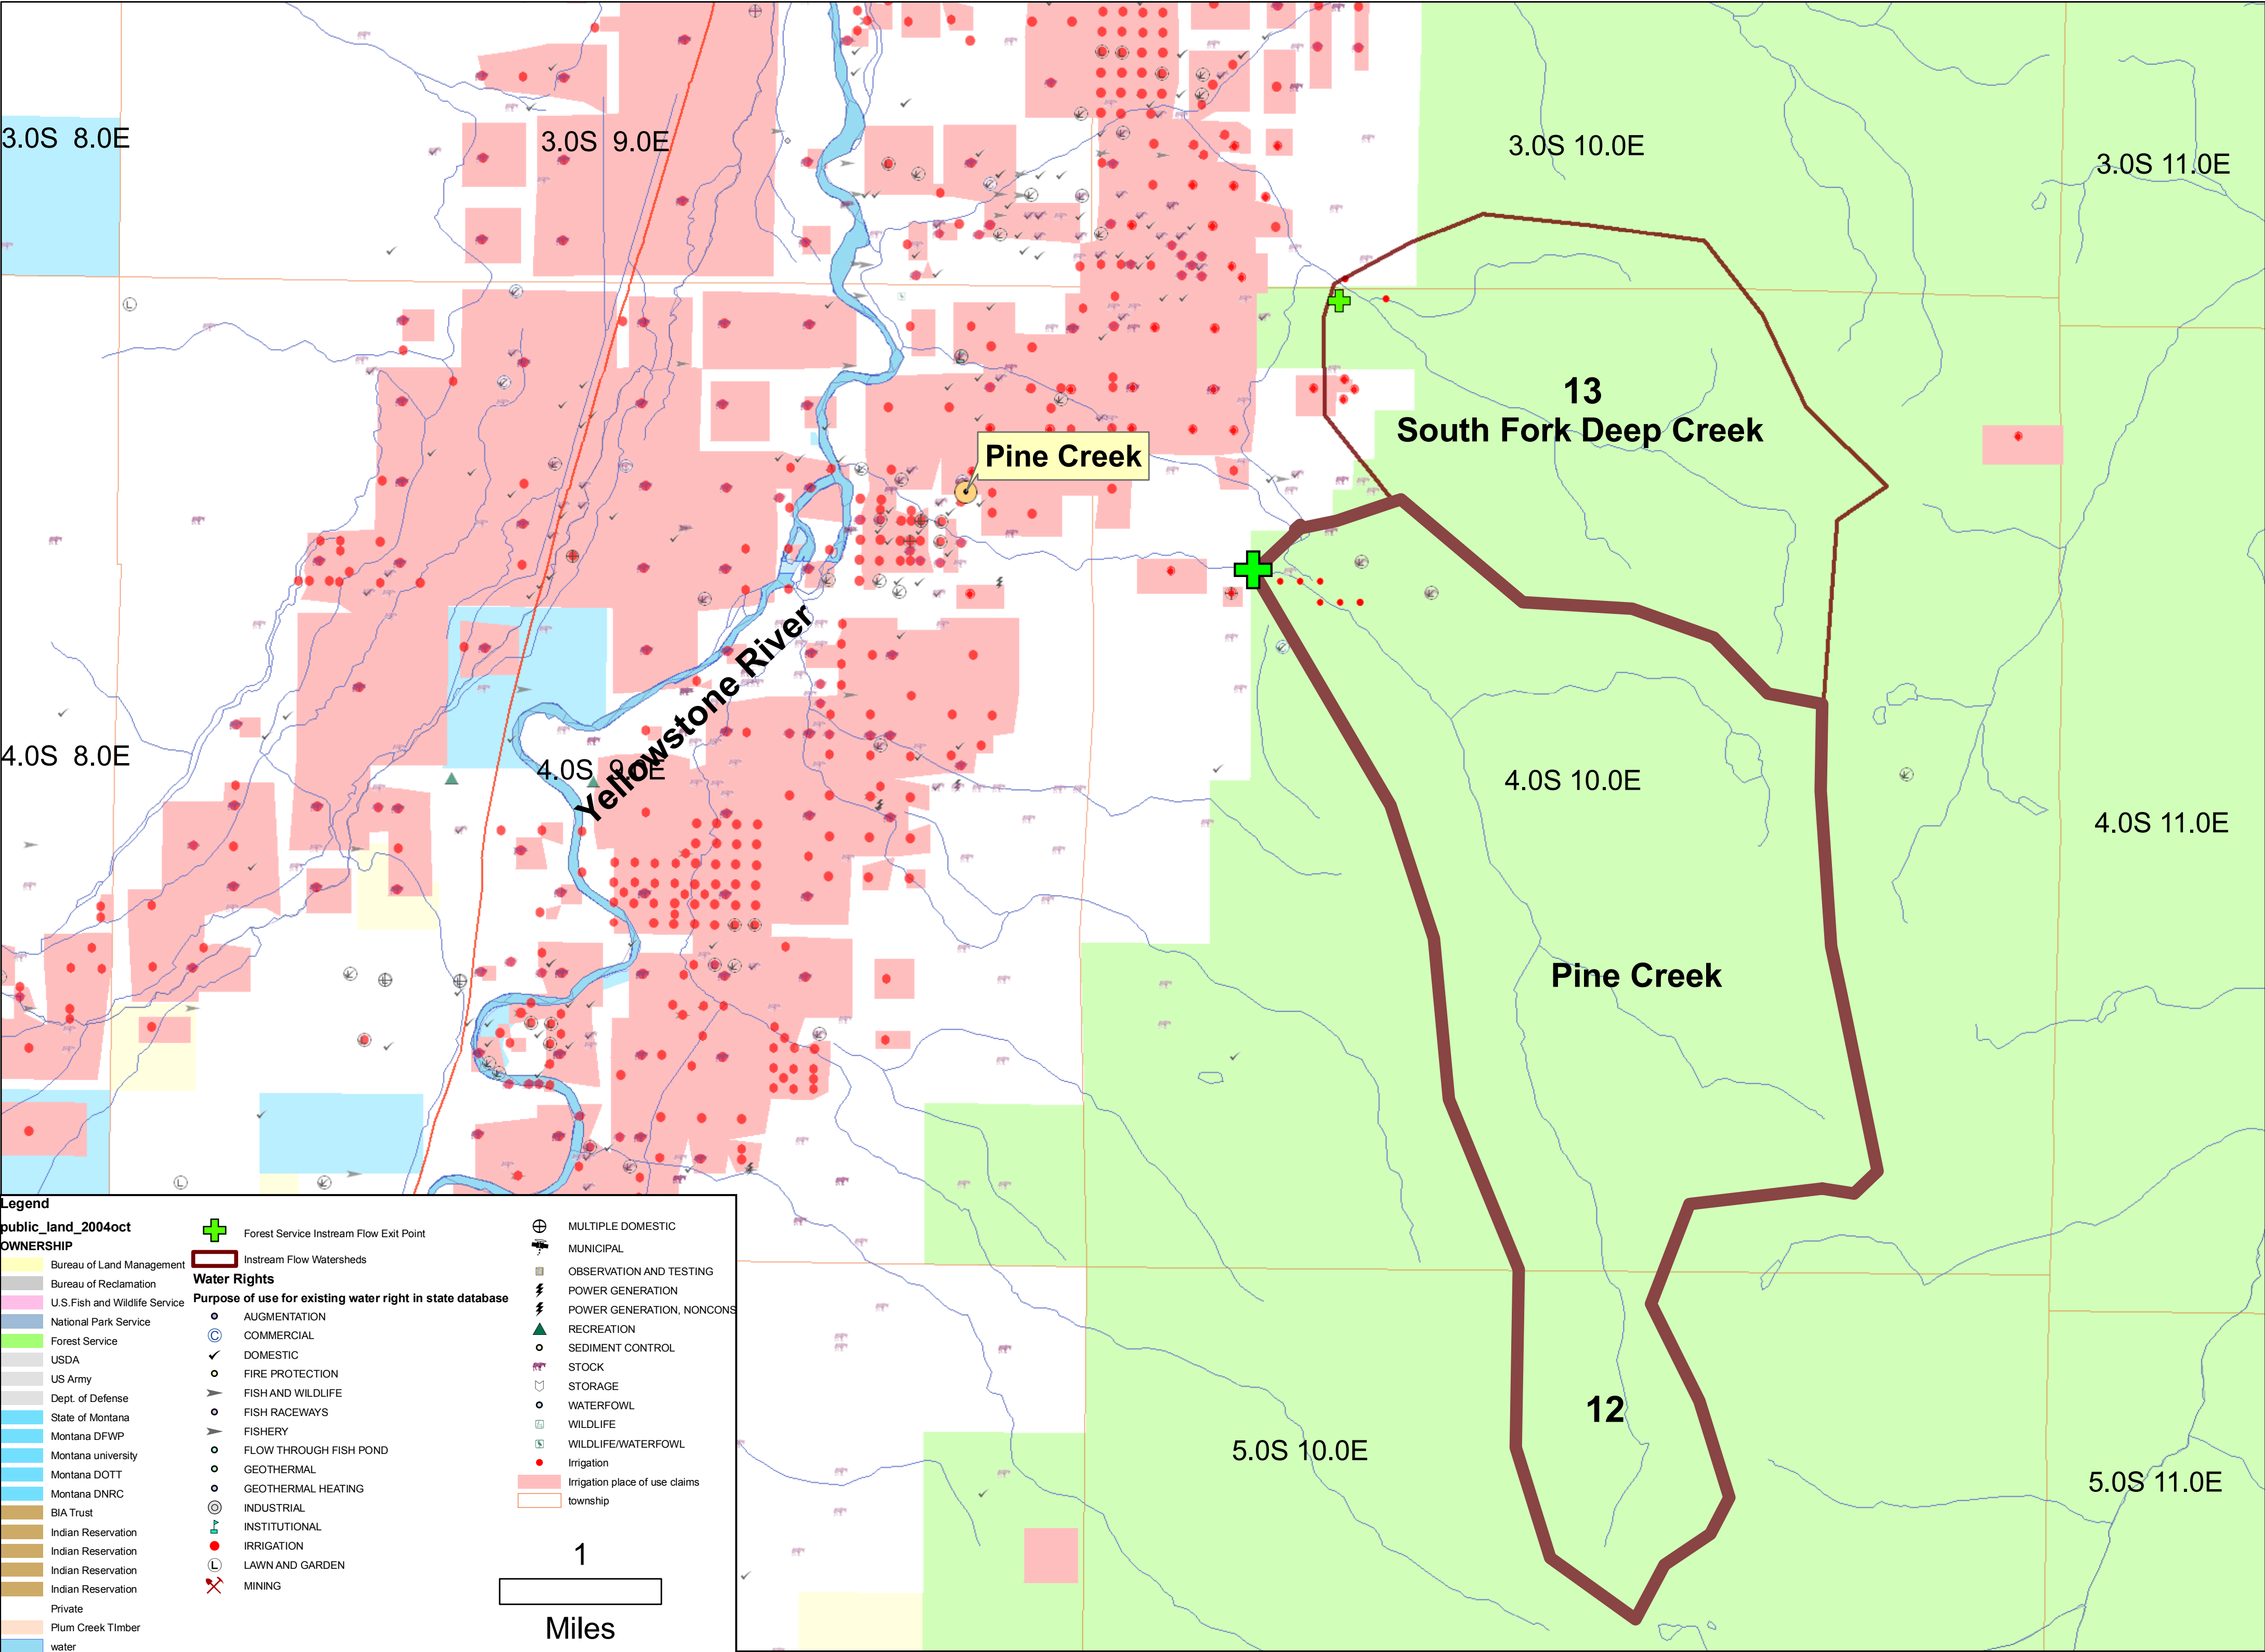 3.0S 8.0E
3.0S 9.0E
3.0S 10.0E
3.0S 11.0E
13
South Fork Deep Creek
Pine Creek
Yellowstone River
4.0S 8.0E
4.0S 9.0E
4.0S 10.0E
4.0S 11.0E
Pine Creek
12
5.0S 10.0E
5.0S 11.0E
Legend
public_land_2004oct
OWNERSHIP
Bureau of Land Management
Bureau of Reclamation
U.S.Fish and Wildlife Service
National Park Service
Forest Service
USDA
US Army
Dept. of Defense
State of Montana
Montana DFWP
Montana university
Montana DOTT
Montana DNRC
BIA Trust
Indian Reservation
Indian Reservation
Indian Reservation
Indian Reservation
Private
Plum Creek TImber
water
Forest Service Instream Flow Exit Point
Instream Flow Watersheds
Water Rights
Purpose of use for existing water right in state database
AUGMENTATION
C COMMERCIAL
DOMESTIC
FIRE PROTECTION
FISH AND WILDLIFE
FISH RACEWAYS
FISHERY
FLOW THROUGH FISH POND
GEOTHERMAL
GEOTHERMAL HEATING
INDUSTRIAL
INSTITUTIONAL
IRRIGATION
L LAWN AND GARDEN
MINING
MULTIPLE DOMESTIC
MUNICIPAL
OBSERVATION AND TESTING
POWER GENERATION
POWER GENERATION, NONCONS
RECREATION
SEDIMENT CONTROL
STOCK
STORAGE
WATERFOWL
WILDLIFE
WILDLIFE/WATERFOWL
Irrigation
Irrigation place of use claims
township
1
Miles
L
L